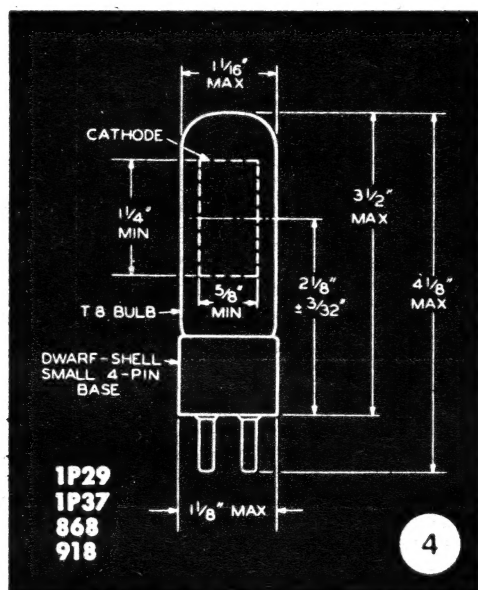 1 1/16"
MAX
CATHODE
1 1/4"
MIN
3 1/2"
MAX
4 1/8"
MAX
2 1/8"
± 3/32"
5/8"
MIN
T 8 BULB
DWARF-SHELL
SMALL 4-PIN
BASE
1P29
1P37
868
918
1 1/8" MAX
4